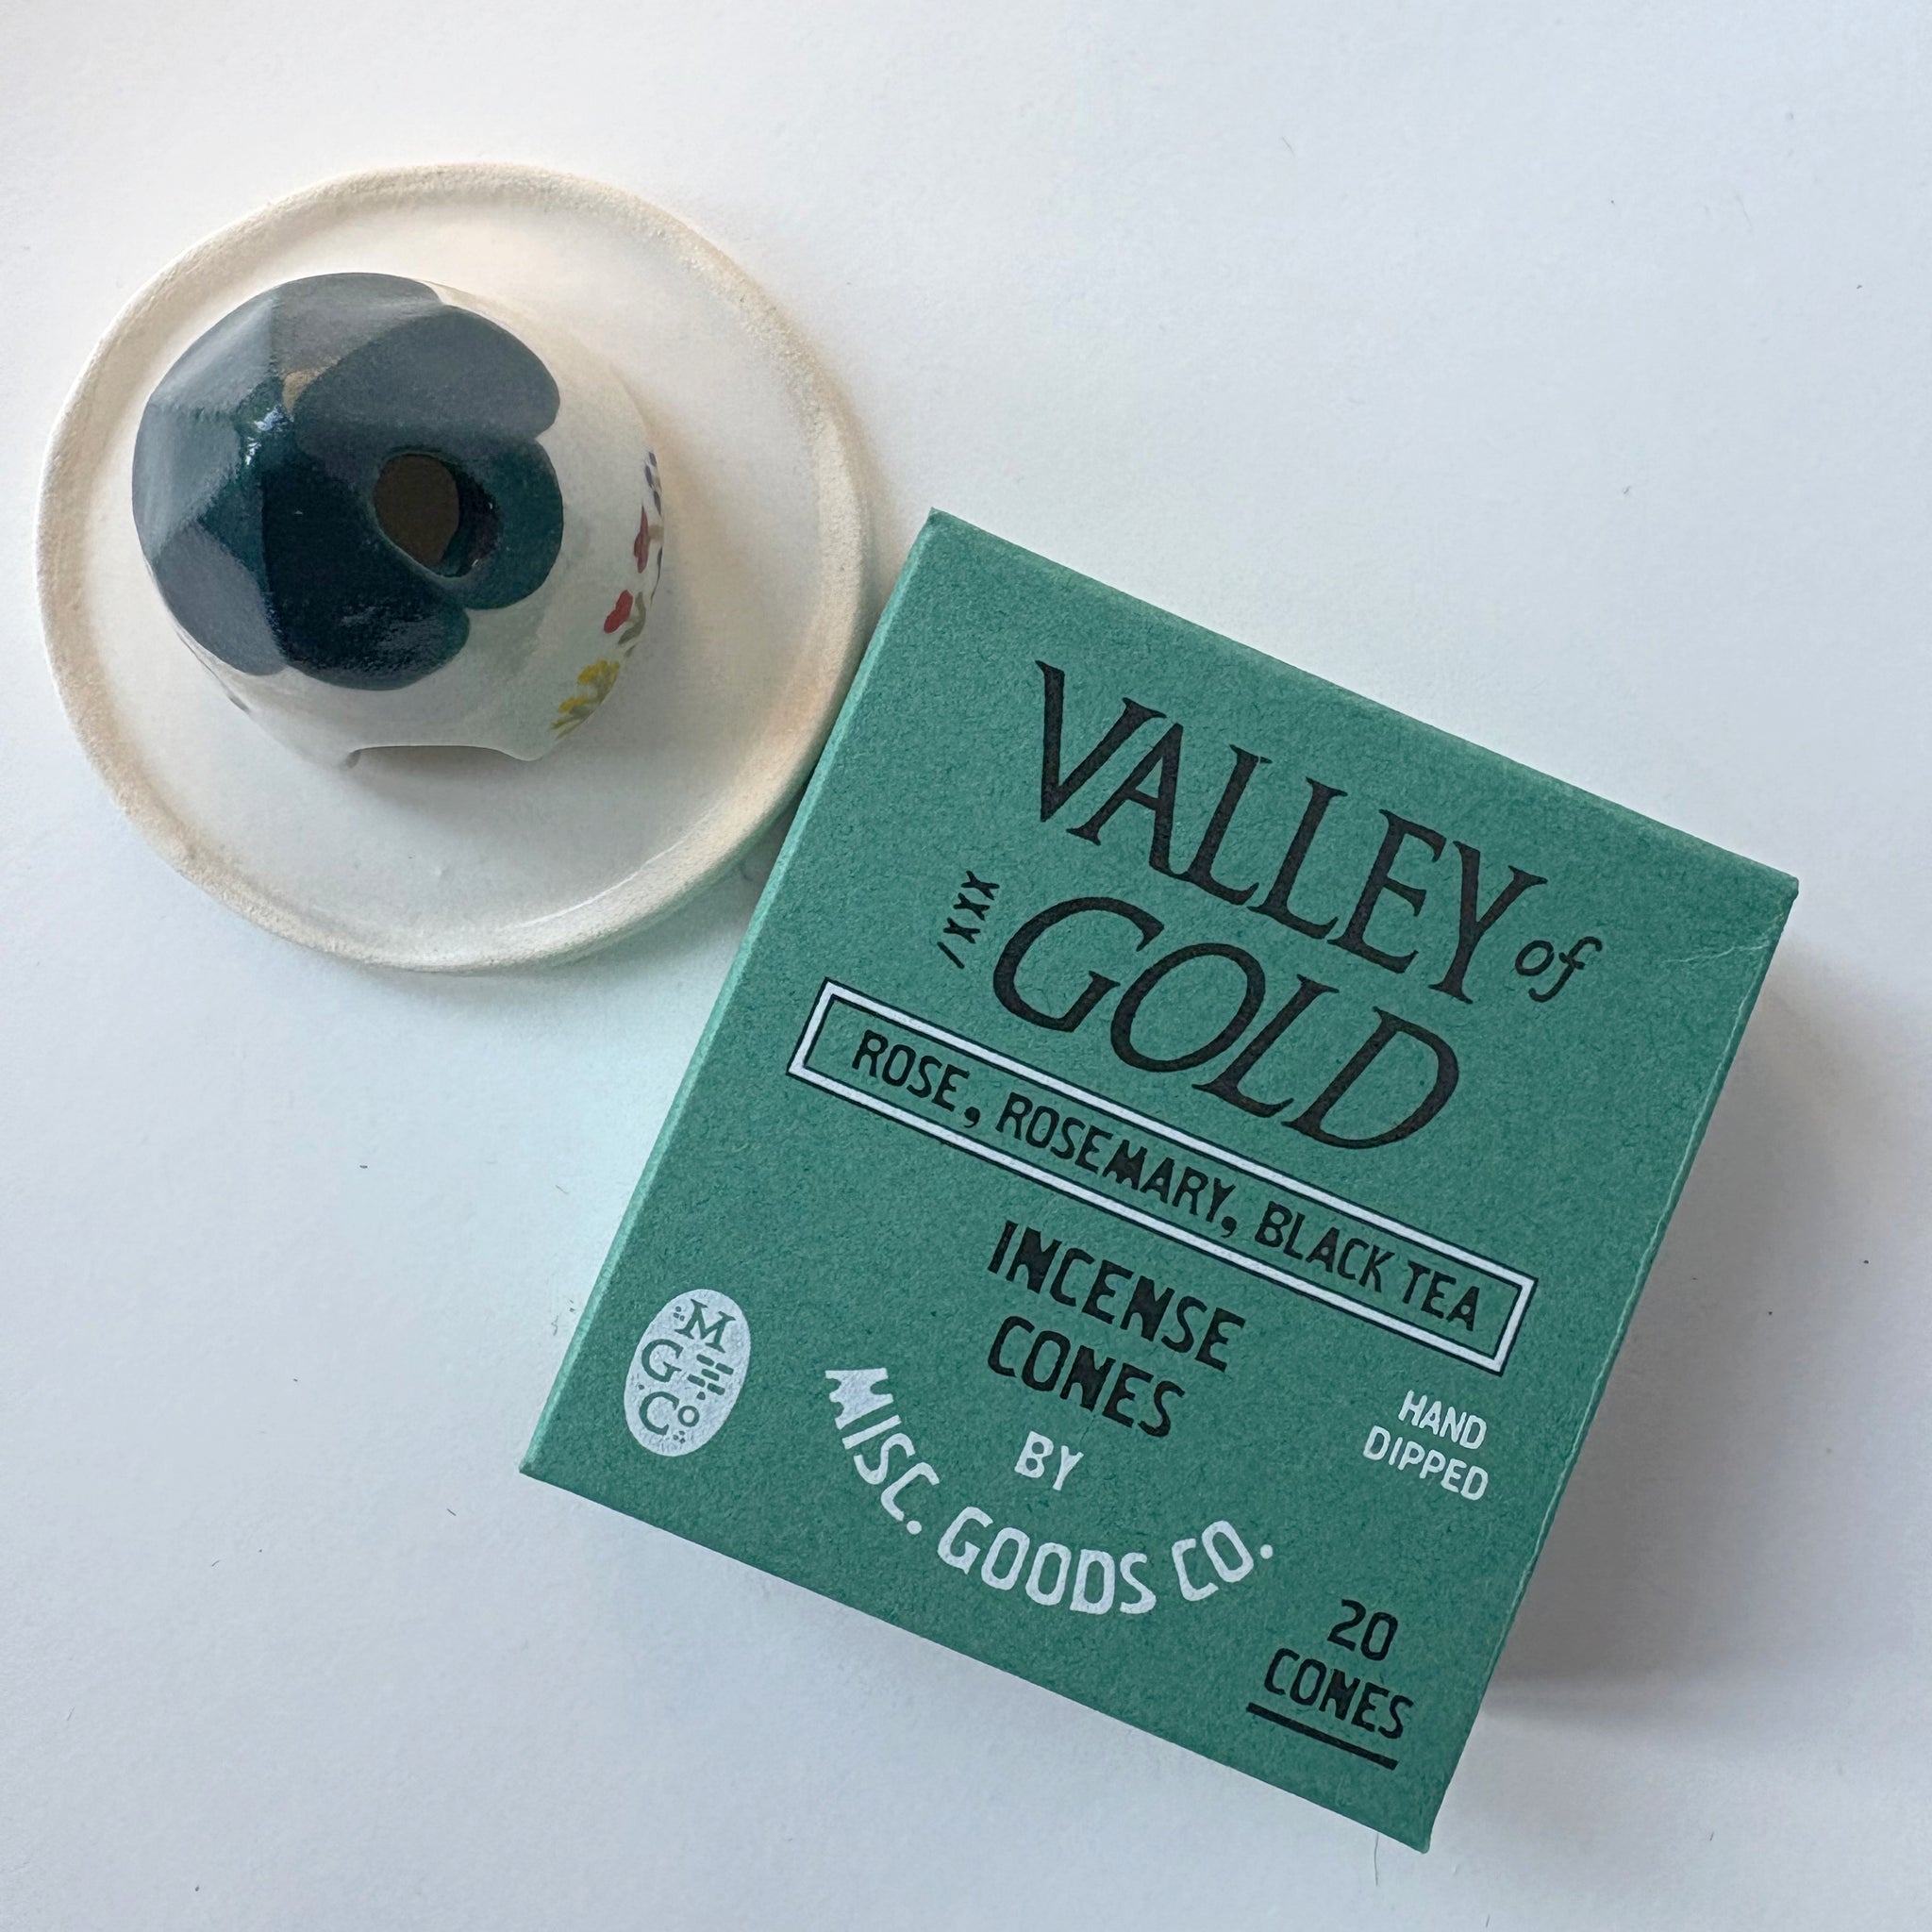 VALLEY of
XXX/
GOLD
ROSE, ROSEMARY, BLACK TEA
INCENSE
CONES
BY
MISC. GOODS CO.
M
G
Co
HAND
DIPPED
20
CONES